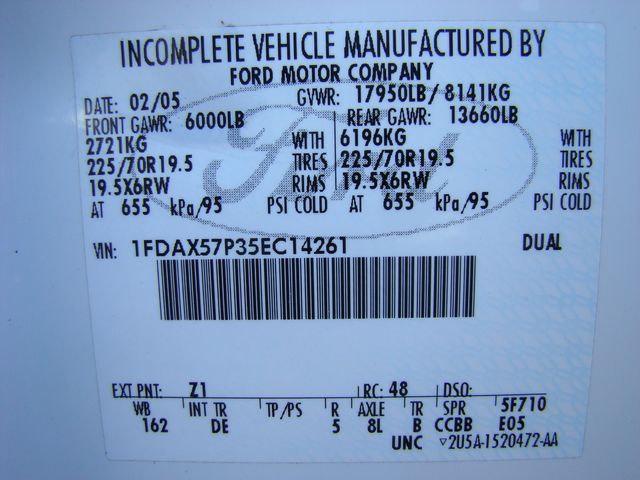 INCOMPLETE VEHICLE MANUFACTURED BY
FORD MOTOR COMPANY
DATE: 02/05 GVWR: 17950LB/ 8141KG
FRONT GAWR: 6000LB REAR GAWR: 13660LB
2721KG WITH 6196KG WITH
225/70R19.5 TIRES 225/70R19.5 TIRES
19.5X6RW RIMS 19.5X6RW RIMS
AT 655 kPa/95 PSI COLD AT 655 kPa/95 PSI COLD
VIN: 1FDAX57P35EC14261 DUAL
Ford
EXT PNT: Z1 RC: 48 DSO:
WB INT TR TP/PS R AXLE TR SPR 5F710
162 DE 5 8L B CCBB E05
UNC ▽2U5A-1520472-AA